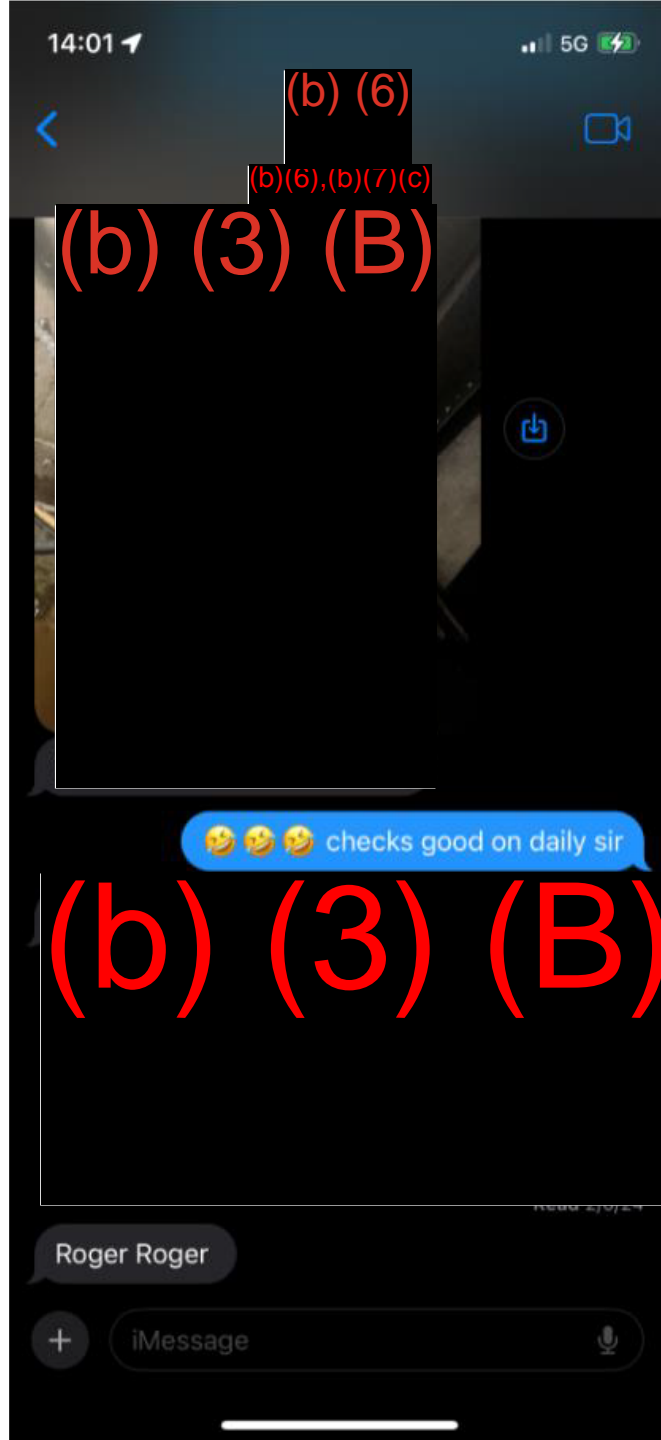 14:01
5G
(b) (6)
(b)(6),(b)(7)(c)
(b) (3) (B)
🤣 🤣 🤣 checks good on daily sir
(b) (3) (B)
Roger Roger
iMessage